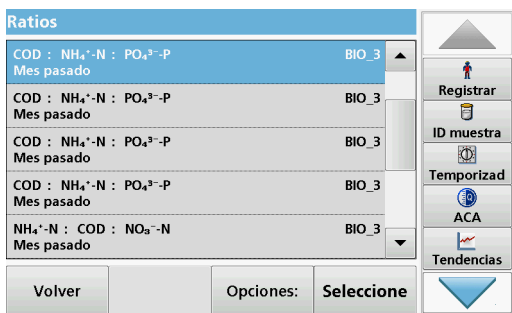 Ratios
COD : NH₄⁺-N : PO₄³⁻-P BIO_3
Mes pasado
COD : NH₄⁺-N : PO₄³⁻-P BIO_3
Mes pasado
COD : NH₄⁺-N : PO₄³⁻-P BIO_3
Mes pasado
COD : NH₄⁺-N : PO₄³⁻-P BIO_3
Mes pasado
NH₄⁺-N : COD : NO₃⁻-N BIO_3
Mes pasado
Volver
Opciones:
Seleccione
Registrar
ID muestra
Temporizad
ACA
Tendencias